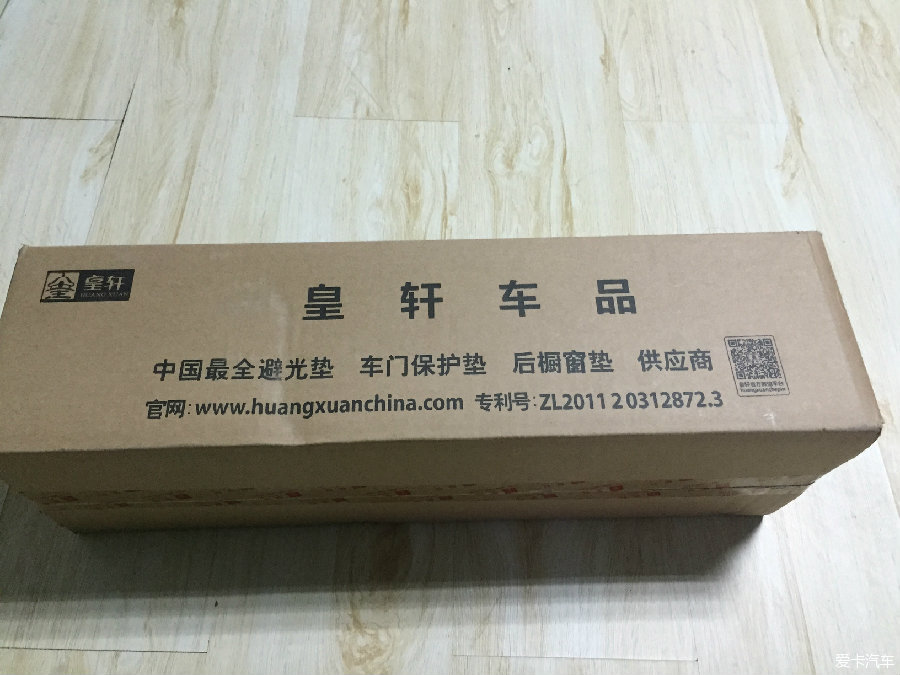 皇轩
HUANG XUAN
皇轩车品
中国最全避光垫 车门保护垫 后橱窗垫 供应商
官网:www.huangxuanchina.com 专利号:ZL2011 2 0312872.3
爱卡汽车